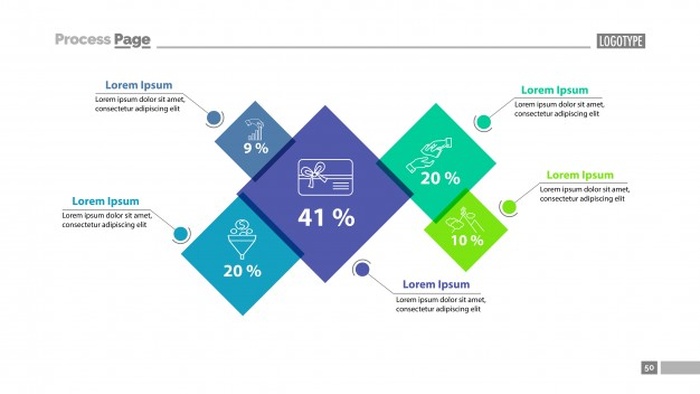 Process Page
LOGOTYPE
Lorem Ipsum
Lorem ipsum dolor sit amet,
consectetur adipiscing elit
Lorem Ipsum
Lorem ipsum dolor sit amet,
consectetur adipiscing elit
9 %
41 %
20 %
Lorem Ipsum
Lorem ipsum dolor sit amet,
consectetur adipiscing elit
Lorem Ipsum
Lorem ipsum dolor sit amet,
consectetur adipiscing elit
10 %
20 %
Lorem Ipsum
Lorem ipsum dolor sit amet,
consectetur adipiscing elit
50